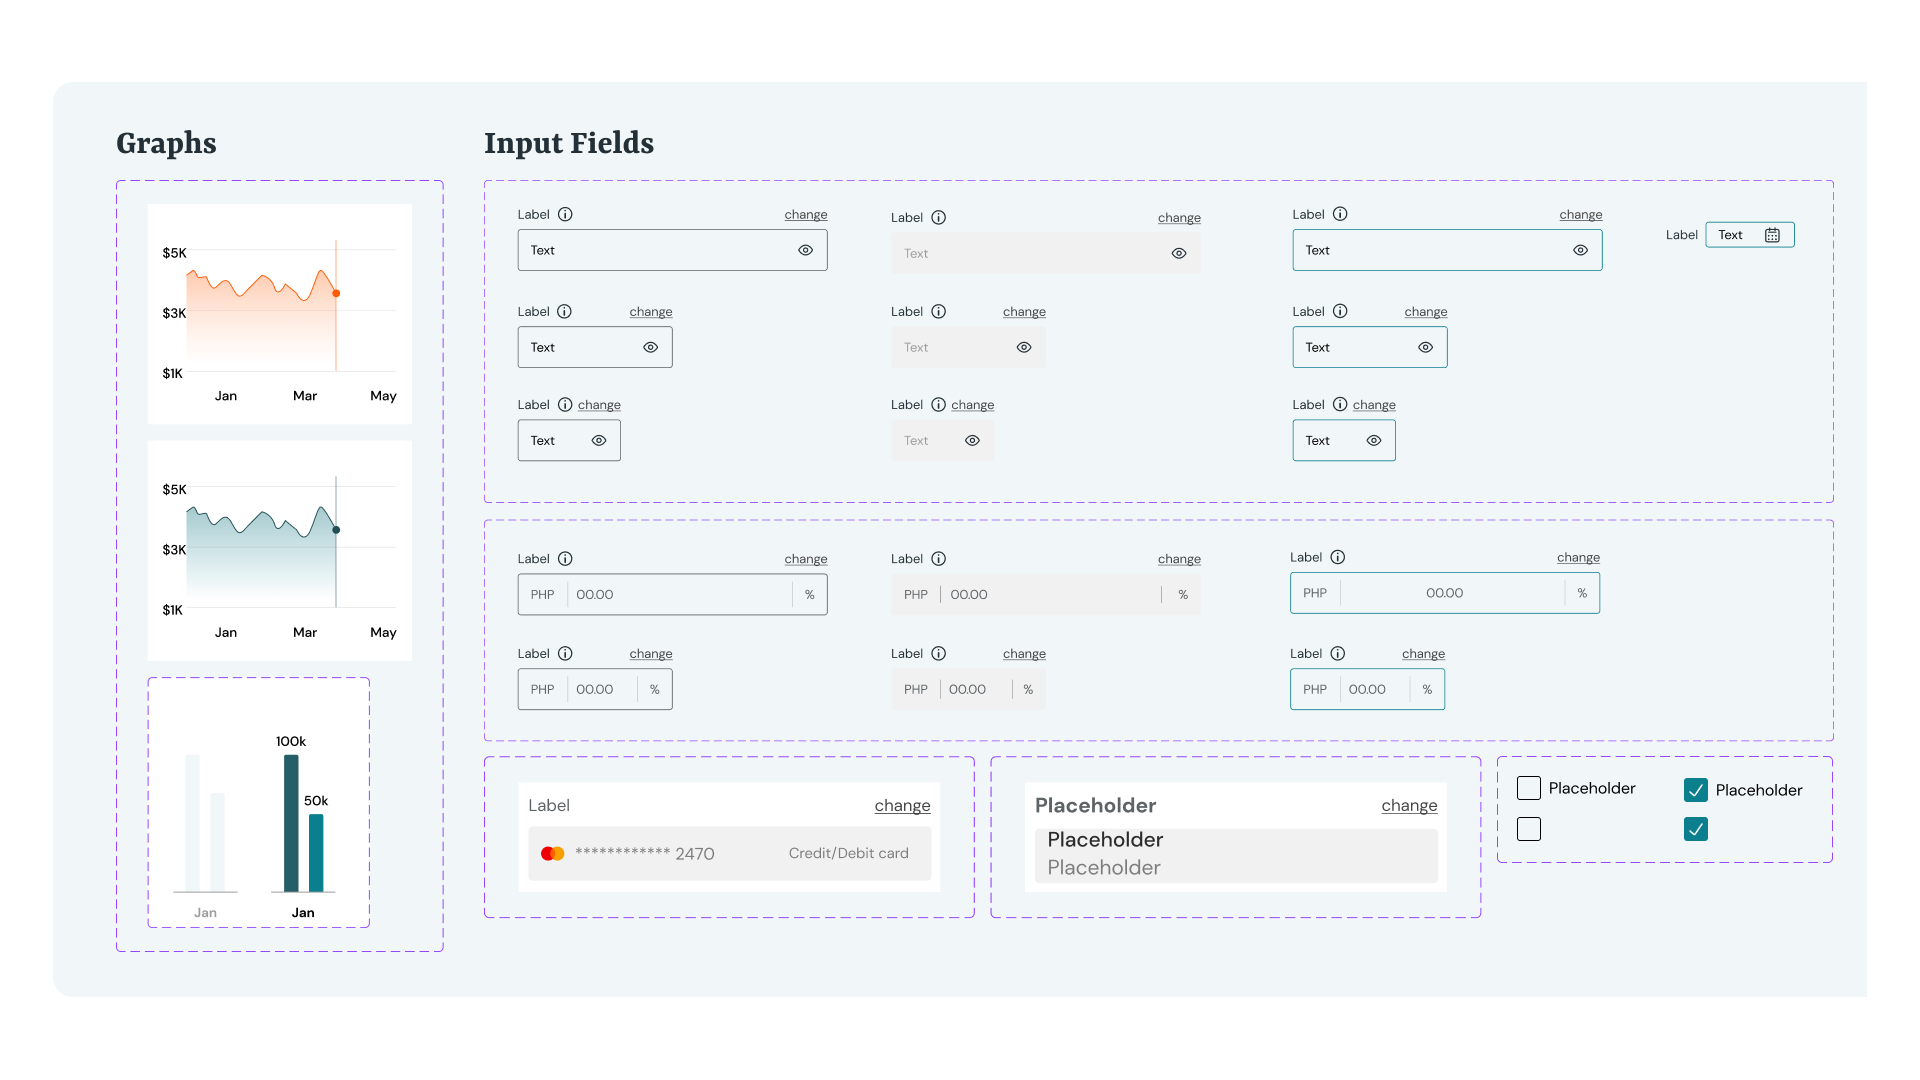 Graphs
$5K
$3K
$1K
Jan Mar May
$5K
$3K
$1K
Jan Mar May
100k
50k
Jan Jan
Input Fields
Label change
Text
Label change
Text
Label change
Text
Label Text
Label change
Text
Label change
Text
Label change
Text
Label change
Text
Label change
Text
Label change
Text
Label change
PHP 00.00 %
Label change
PHP 00.00 %
Label change
PHP 00.00 %
Label change
PHP 00.00 %
Label change
PHP 00.00 %
Label change
PHP 00.00 %
Label change
************ 2470 Credit/Debit card
Placeholder change
Placeholder
Placeholder
Placeholder
Placeholder